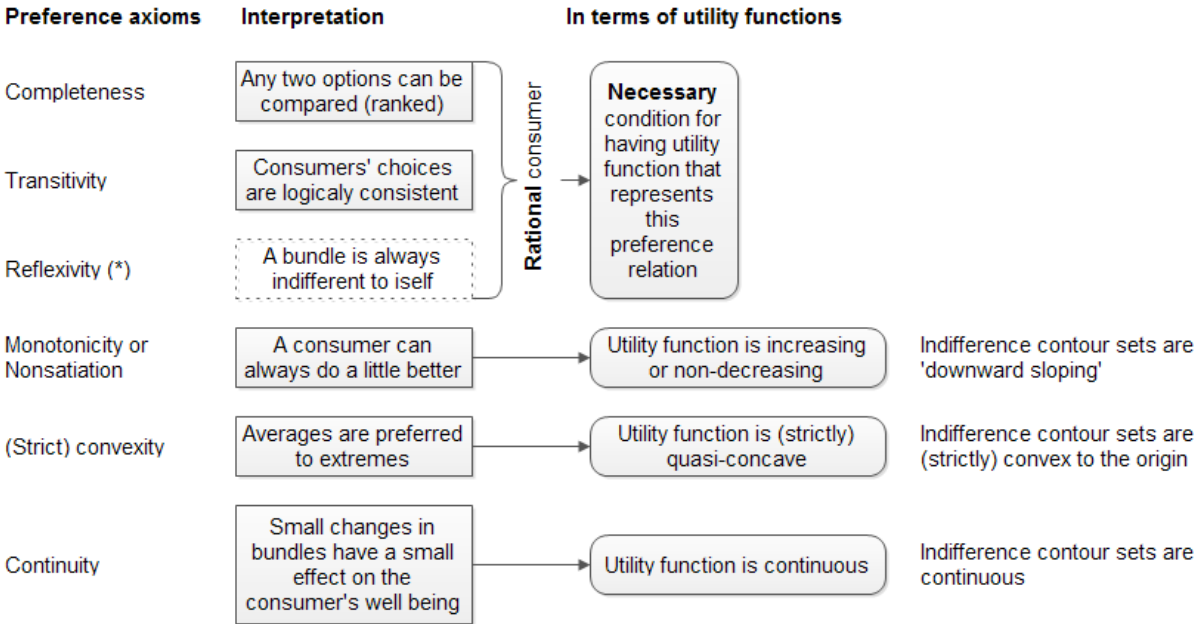 Preference axioms
Interpretation
In terms of utility functions
Completeness
Any two options can be
compared (ranked)
Transitivity
Consumers' choices
are logicaly consistent
Reflexivity (*)
A bundle is always
indifferent to iself
Rational consumer
Necessary
condition for
having utility
function that
represents
this
preference
relation
Monotonicity or
Nonsatiation
A consumer can
always do a little better
Utility function is increasing
or non-decreasing
Indifference contour sets are
'downward sloping'
(Strict) convexity
Averages are preferred
to extremes
Utility function is (strictly)
quasi-concave
Indifference contour sets are
(strictly) convex to the origin
Continuity
Small changes in
bundles have a small
effect on the
consumer's well being
Utility function is continuous
Indifference contour sets are
continuous